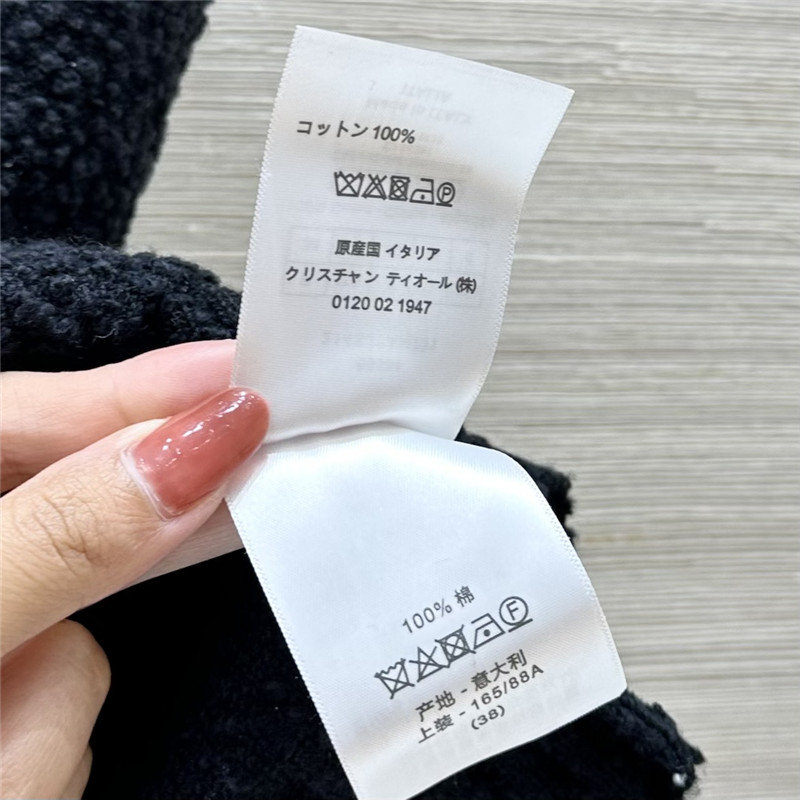 コットン 100%
P
原産国 イタリア
クリスチャン ディオール (株)
0120 02 1947
100% 棉
F
产地 - 意大利
上装 - 165/88A
(38)